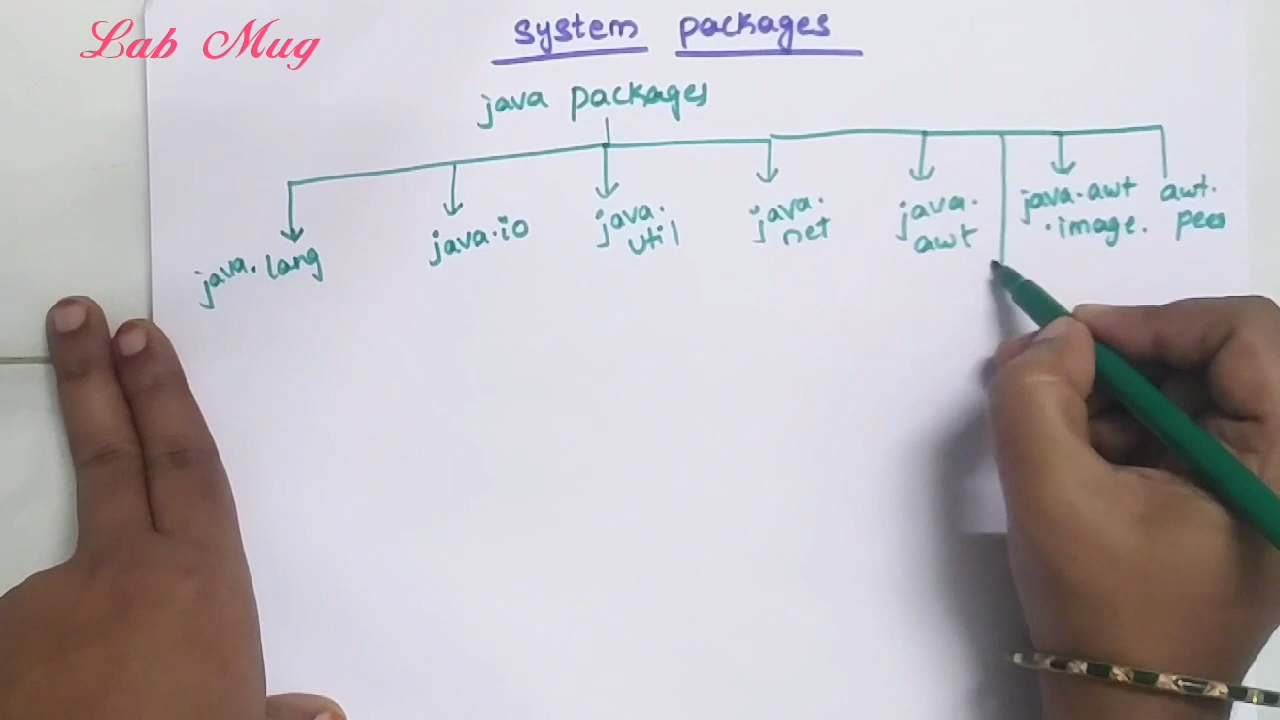 Lab Mug
system packages
java packages
java.lang
java.io
java.
util
java.
net
java.
awt
java.awt
.image.
awt.
peer